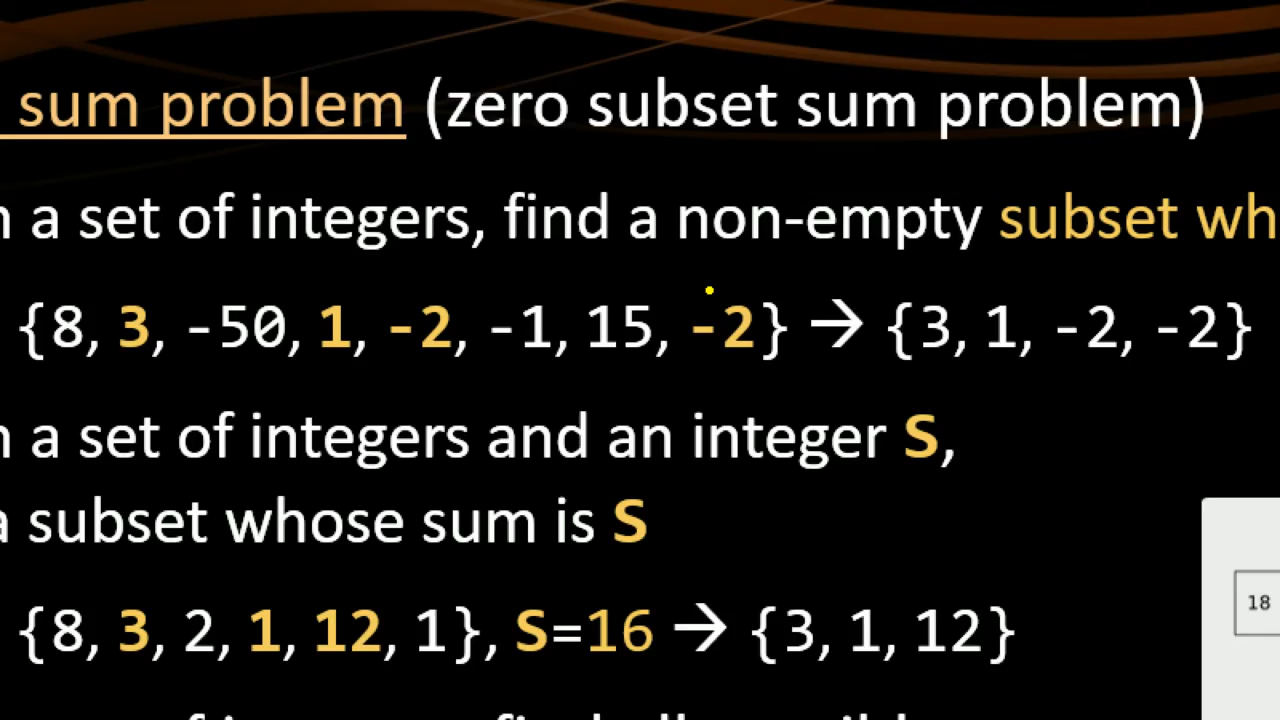 sum problem (zero subset sum problem)
a set of integers, find a non-empty subset
{8, 3, -50, 1, -2, -1, 15, -2} → {3, 1, -2, -2}
a set of integers and an integer S,
a subset whose sum is S
{8, 3, 2, 1, 12, 1}, S=16 → {3, 1, 12}
18